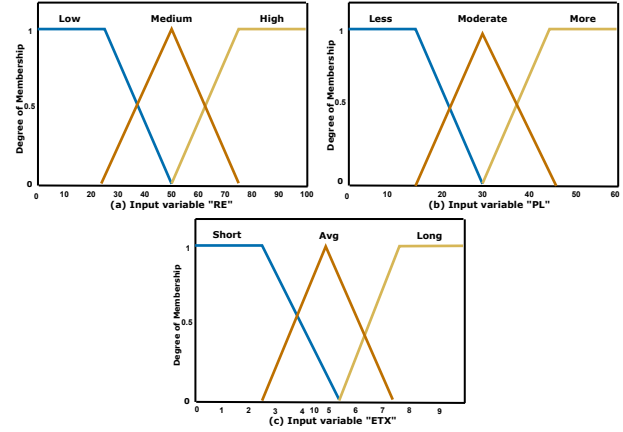 Low Medium High
1
0.5
0
Degree of Membership
0 10 20 30 40 50 60 70 80 90 100
(a) Input variable "RE"
Less Moderate More
1
0.5
0
Degree of Membership
0 10 20 30 40 50 60
(b) Input variable "PL"
Short Avg Long
1
0.5
0
Degree of Membership
0 1 2 3 4 10 5 6 7 8 9
(c) Input variable "ETX"